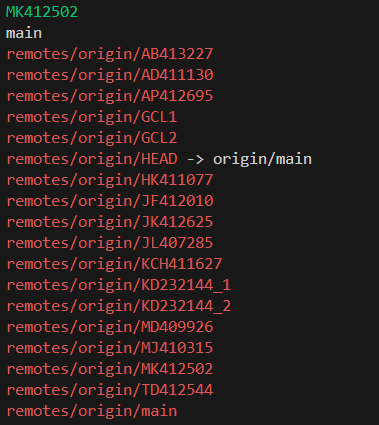 MK412502
main
remotes/origin/AB413227
remotes/origin/AD411130
remotes/origin/AP412695
remotes/origin/GCL1
remotes/origin/GCL2
remotes/origin/HEAD -> origin/main
remotes/origin/HK411077
remotes/origin/JF412010
remotes/origin/JK412625
remotes/origin/JL407285
remotes/origin/KCH411627
remotes/origin/KD232144_1
remotes/origin/KD232144_2
remotes/origin/MD409926
remotes/origin/MJ410315
remotes/origin/MK412502
remotes/origin/TD412544
remotes/origin/main